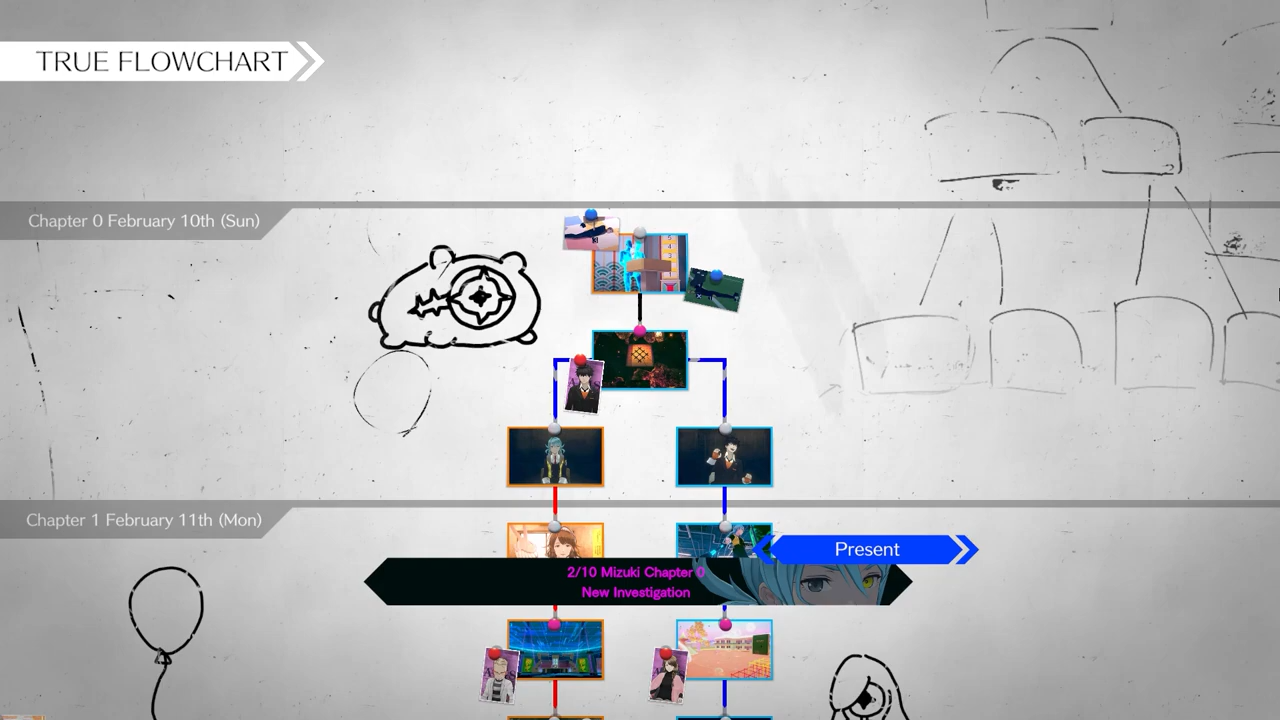 TRUE FLOWCHART
Chapter 0 February 10th (Sun)
Chapter 1 February 11th (Mon)
Present
2/10 Mizuki Chapter 0
New Investigation